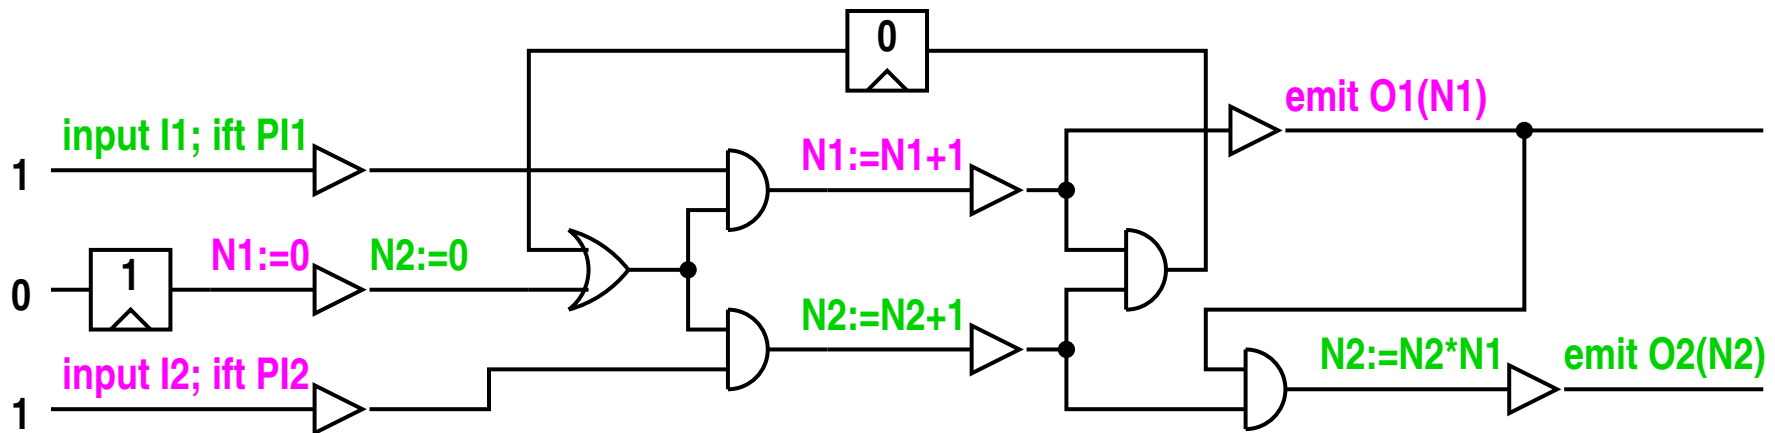 0
emit O1(N1)
input I1; ift PI1
N1:=N1+1
1
N1:=0
N2:=0
1
0
N2:=N2+1
input I2; ift PI2
N2:=N2*N1
emit O2(N2)
1